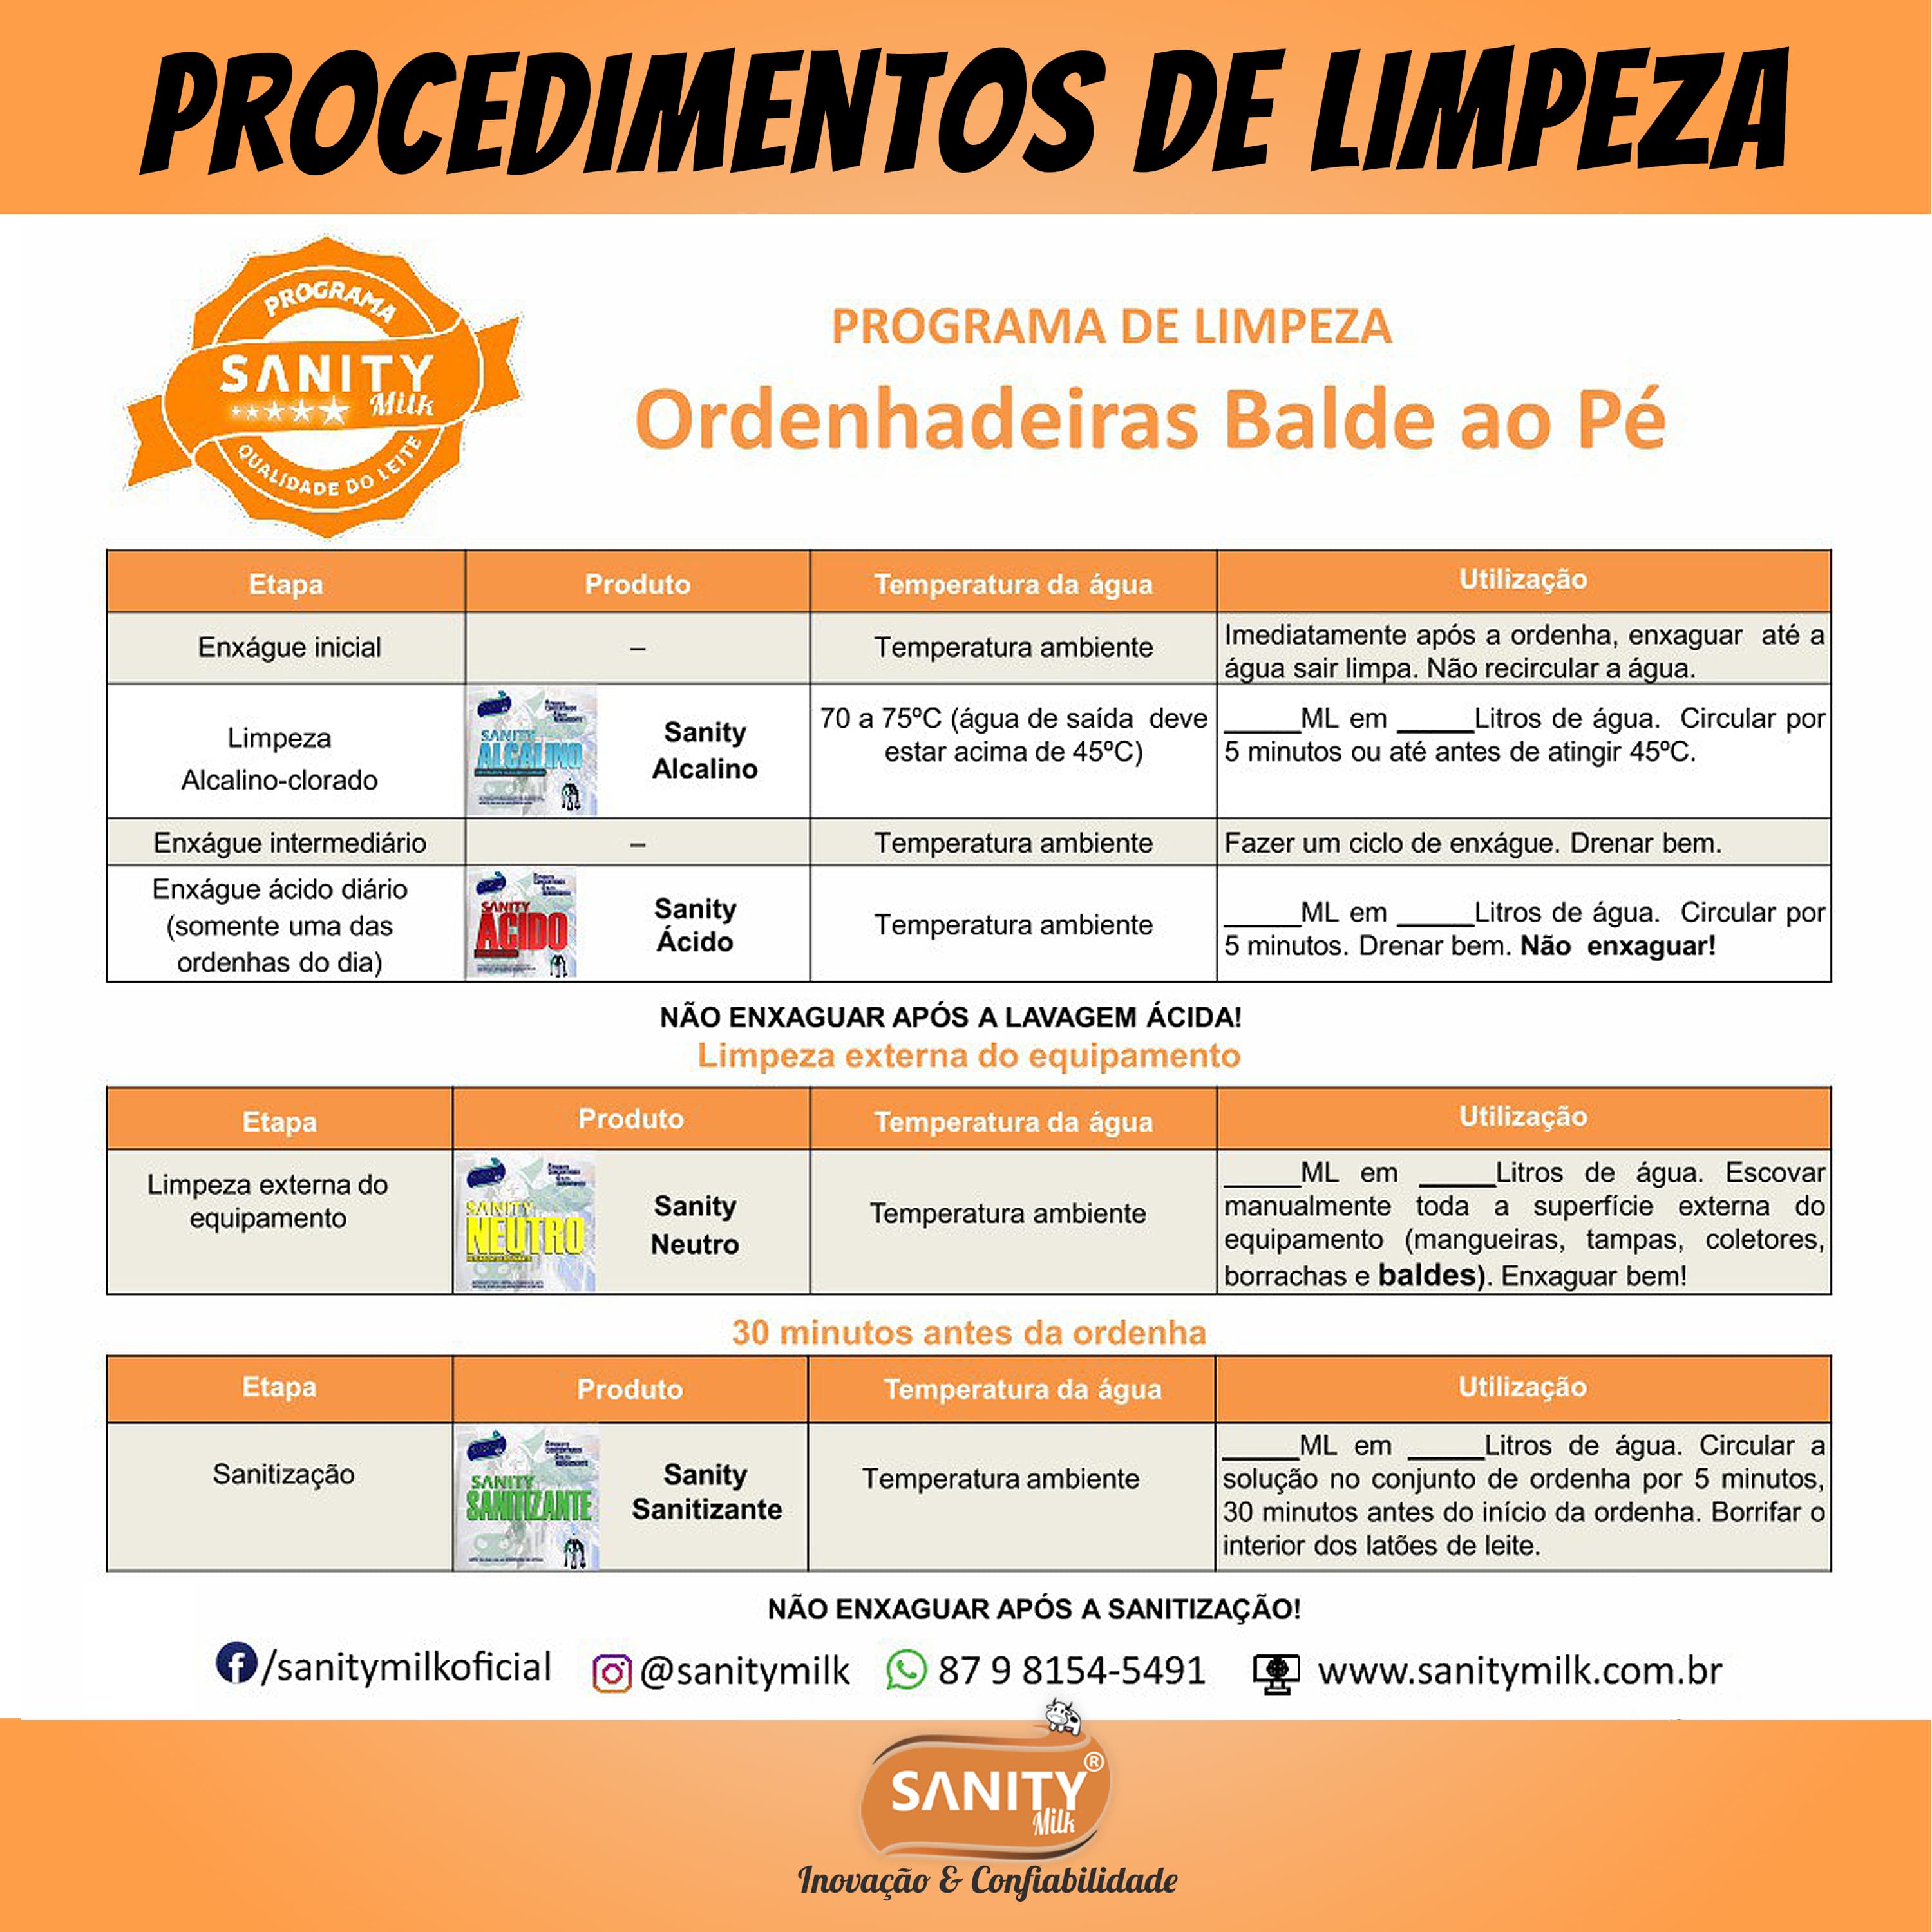 PROCEDIMENTOS DE LIMPEZA
PROGRAMA
SANITY
Milk
QUALIDADE DO LEITE
PROGRAMA DE LIMPEZA
Ordenhadeiras Balde ao Pé
Etapa Produto Temperatura da água Utilização
Enxágue inicial – Temperatura ambiente
Imediatamente após a ordenha, enxaguar até a
água sair limpa. Não recircular a água.
Limpeza
Alcalino-clorado
SANITY
ALCALINO
Sanity
Alcalino
70 a 75ºC (água de saída deve
estar acima de 45ºC)
_____ML em _____Litros de água. Circular por
5 minutos ou até antes de atingir 45ºC.
Enxágue intermediário – Temperatura ambiente Fazer um ciclo de enxágue. Drenar bem.
Enxágue ácido diário
(somente uma das
ordenhas do dia)
SANITY
ÁCIDO
Sanity
Ácido
Temperatura ambiente
_____ML em _____Litros de água. Circular por
5 minutos. Drenar bem. Não enxaguar!
NÃO ENXAGUAR APÓS A LAVAGEM ÁCIDA!
Limpeza externa do equipamento
Etapa Produto Temperatura da água Utilização
Limpeza externa do
equipamento
SANITY
NEUTRO
Sanity
Neutro
Temperatura ambiente
_____ML em _____Litros de água. Escovar
manualmente toda a superfície externa do
equipamento (mangueiras, tampas, coletores,
borrachas e baldes). Enxaguar bem!
30 minutos antes da ordenha
Etapa Produto Temperatura da água Utilização
Sanitização
SANITY
SANITIZANTE
Sanity
Sanitizante
Temperatura ambiente
_____ML em _____Litros de água. Circular a
solução no conjunto de ordenha por 5 minutos,
30 minutos antes do início da ordenha. Borrifar o
interior dos latões de leite.
NÃO ENXAGUAR APÓS A SANITIZAÇÃO!
/sanitymilkoficial @sanitymilk 87 9 8154-5491 www.sanitymilk.com.br
SANITY®
Milk
Inovação & Confiabilidade